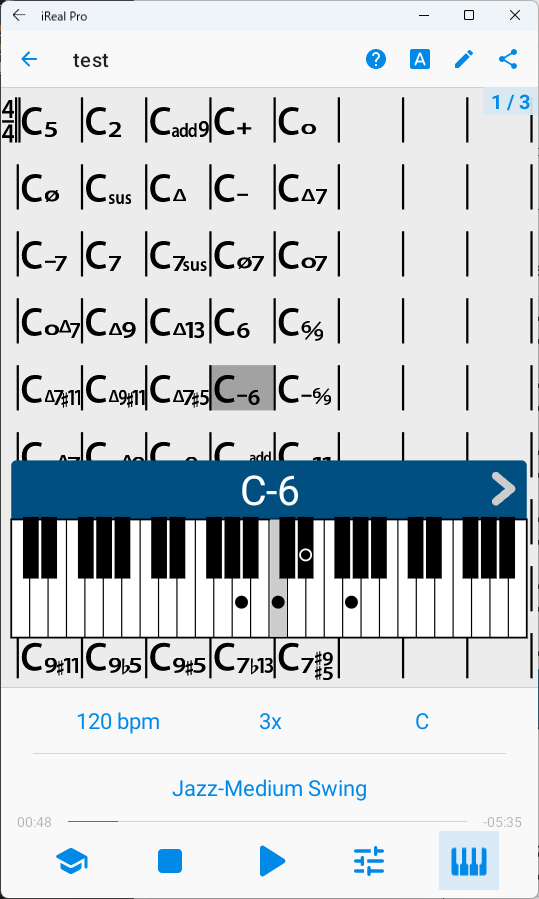 iReal Pro
test
A
1 / 3
4/4 C5 C2 Cadd9 C+ Co
Cø Csus CΔ C− CΔ7
C−7 C7 C7sus Cø7 Co7
CoΔ7 CΔ9 CΔ13 C6 C6/9
CΔ7♯11 CΔ9♯11 CΔ7♯5 C−6 C−6/9
add
C-6
C9♯11 C9♭5 C9♯5 C7♭13 C7♯9♯5
120 bpm 3x C
Jazz-Medium Swing
00:48 -05:35